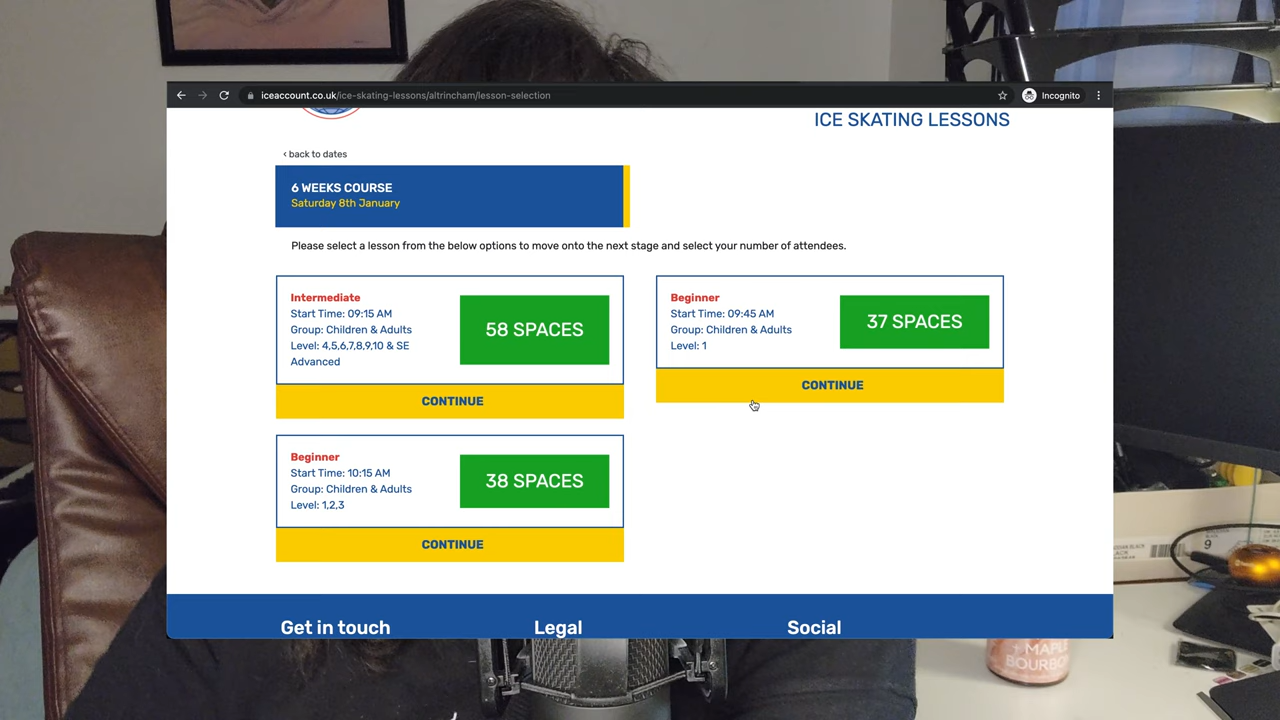 iceaccount.co.uk/ice-skating-lessons/altrincham/lesson-selection
Incognito
ICE SKATING LESSONS
‹ back to dates
6 WEEKS COURSE
Saturday 8th January
Please select a lesson from the below options to move onto the next stage and select your number of attendees.
Intermediate
Start Time: 09:15 AM
Group: Children & Adults
Level: 4,5,6,7,8,9,10 & SE
Advanced
58 SPACES
CONTINUE
Beginner
Start Time: 09:45 AM
Group: Children & Adults
Level: 1
37 SPACES
CONTINUE
Beginner
Start Time: 10:15 AM
Group: Children & Adults
Level: 1,2,3
38 SPACES
CONTINUE
Get in touch
Legal
Social
9
+ MAPLE
BOURBON